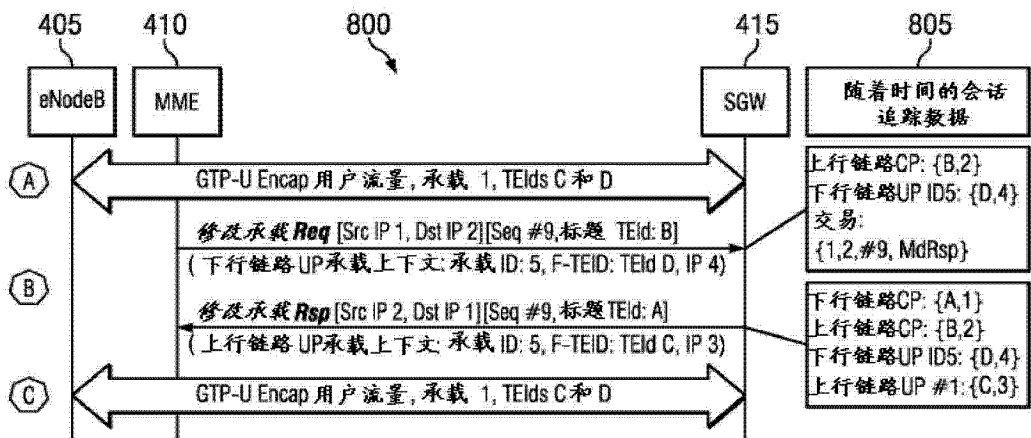 405
410
800
415
805
eNodeB
MME
SGW
随着时间的会话
追踪数据
A
GTP-U Encap 用户流量, 承载 1, TEIds C 和 D
上行链路CP: {B,2}
下行链路UP ID5: {D,4}
交易:
{1,2,#9, MdRsp}
修改承载 Req [Src IP 1, Dst IP 2][Seq #9,标题 TEId: B]
(下行链路 UP承载上下文: 承载 ID: 5, F-TEID: TEId D, IP 4)
B
修改承载 Rsp [Src IP 2, Dst IP 1][Seq #9,标题 TEId: A]
(上行链路 UP承载上下文: 承载 ID: 5, F-TEID: TEId C, IP 3)
下行链路CP: {A,1}
上行链路CP: {B,2}
下行链路UP ID5: {D,4}
上行链路UP #1: {C,3}
C
GTP-U Encap 用户流量, 承载 1, TEIds C 和 D